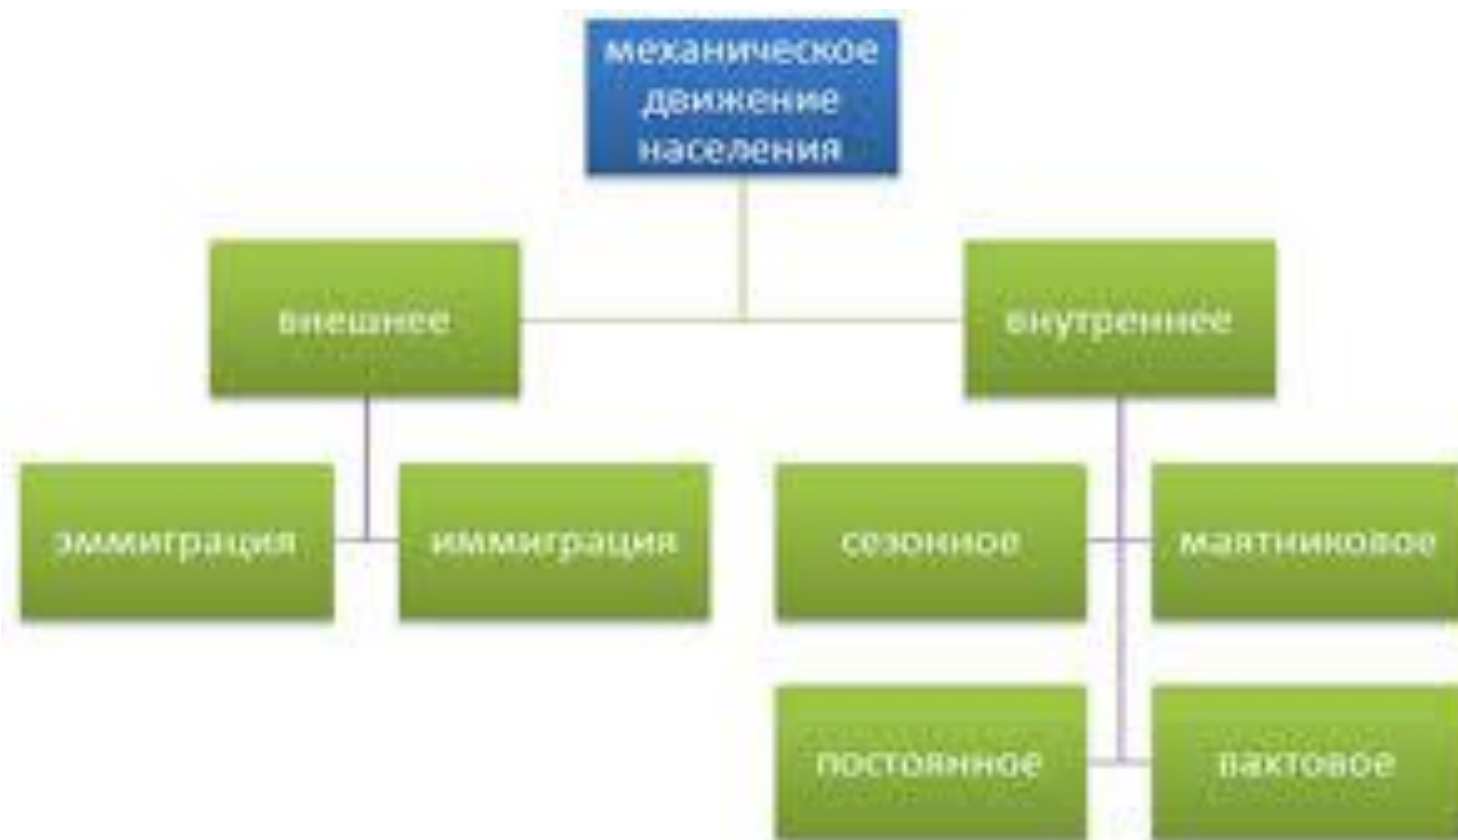 механическое
движение
населения
внешнее
внутреннее
эммиграция
иммиграция
сезонное
маятниковое
постоянное
вахтовое